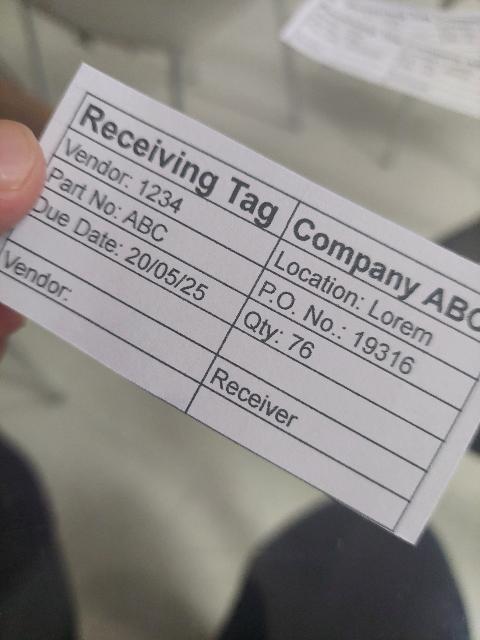 Receiving Tag
Company ABC
Vendor: 1234
Location: Lorem
Part No: ABC
P.O. No.: 19316
Due Date: 20/05/25
Qty: 76
Vendor:
Receiver